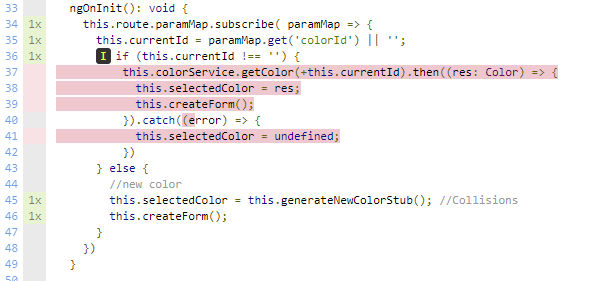 33 ngOnInit(): void {
34 1x this.route.paramMap.subscribe( paramMap => {
35 1x this.currentId = paramMap.get('colorId') || '';
36 1x I if (this.currentId !== '') {
37 this.colorService.getColor(+this.currentId).then((res: Color) => {
38 this.selectedColor = res;
39 this.createForm();
40 }).catch((error) => {
41 this.selectedColor = undefined;
42 })
43 } else {
44 //new color
45 1x this.selectedColor = this.generateNewColorStub(); //Collisions
46 1x this.createForm();
47 }
48 })
49 }
50